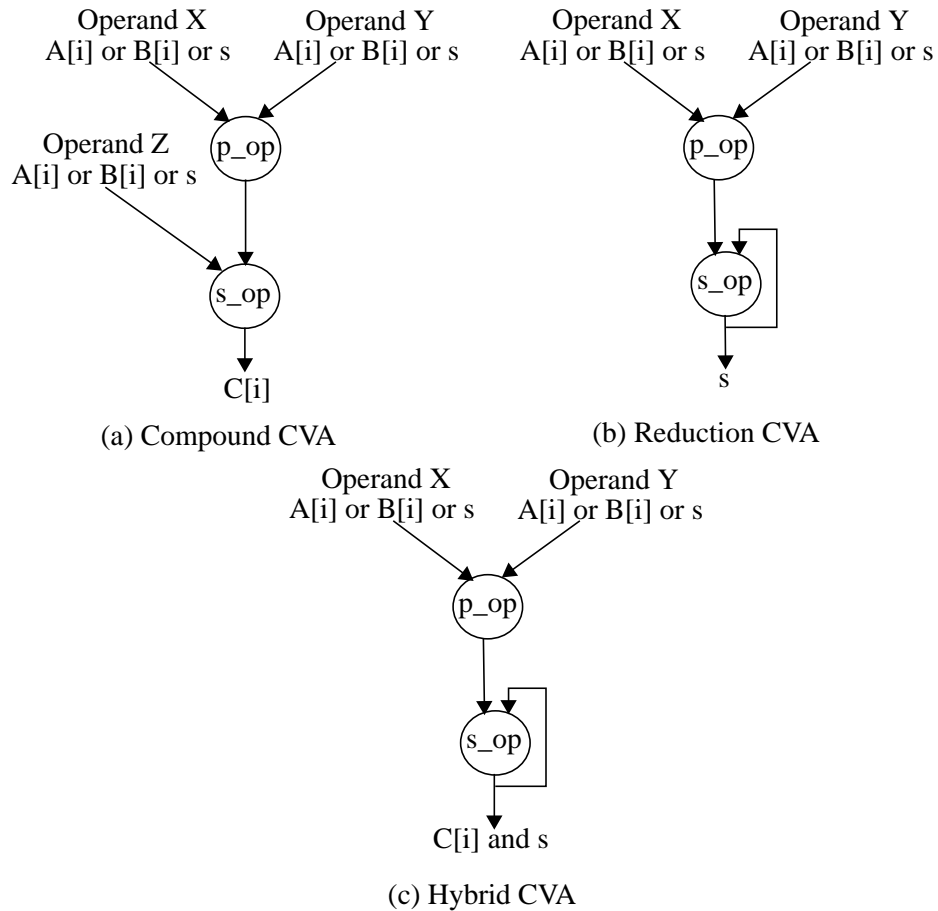 Operand X
A[i] or B[i] or s
Operand Y
A[i] or B[i] or s
p_op
Operand Z
A[i] or B[i] or s
s_op
C[i]
(a) Compound CVA
Operand X
A[i] or B[i] or s
Operand Y
A[i] or B[i] or s
p_op
s_op
s
(b) Reduction CVA
Operand X
A[i] or B[i] or s
Operand Y
A[i] or B[i] or s
p_op
s_op
C[i] and s
(c) Hybrid CVA